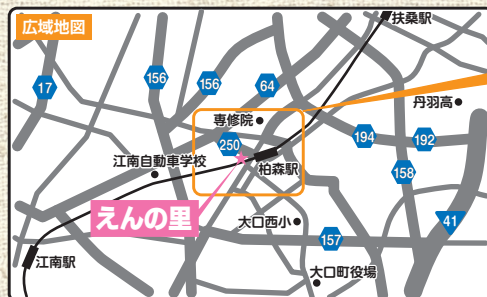 広域地図
扶桑駅
17
156
156
64
丹羽高
専修院
250
194
192
江南自動車学校
柏森駅
158
えんの里
大口西小
41
157
江南駅
大口町役場